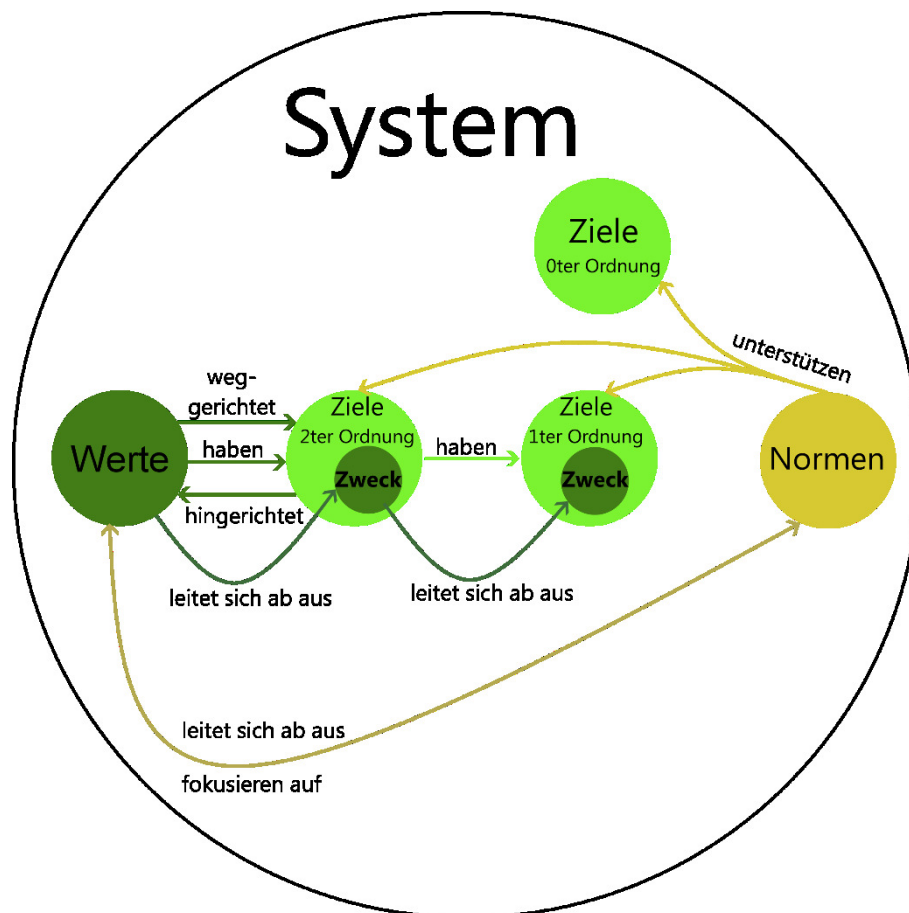 System
Ziele
0ter Ordnung
unterstützen
weg-
gerichtet
Ziele
2ter Ordnung
Ziele
1ter Ordnung
Werte
haben
haben
Normen
Zweck
Zweck
hingerichtet
leitet sich ab aus
leitet sich ab aus
leitet sich ab aus
fokusieren auf